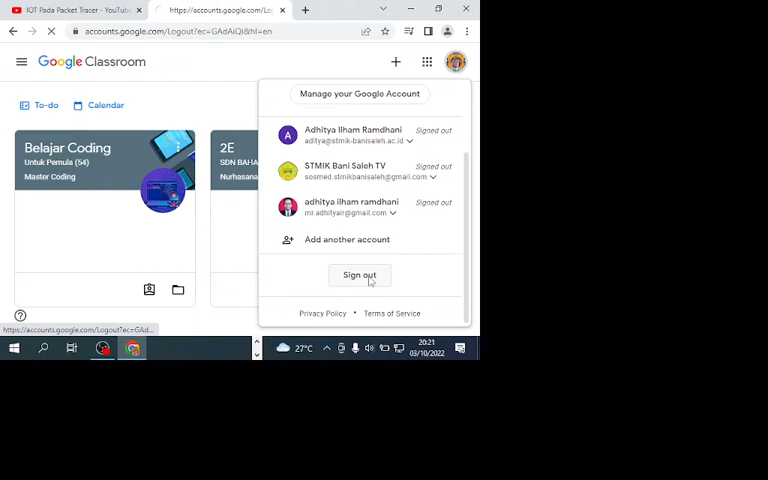 IOT Pada Packet Tracer - YouTube
https://accounts.google.com/Lo
accounts.google.com/Logout?ec=GAdAiQI&hl=en
Google Classroom
To-do
Calendar
Manage your Google Account
Adhitya Ilham Ramdhani
Signed out
aditya@stmik-banisaleh.ac.id
STMIK Bani Saleh TV
Signed out
sosmed.stmikbanisaleh@gmail.com
adhitya ilham ramdhani
Signed out
mr.adhityair@gmail.com
Add another account
Sign out
Privacy Policy • Terms of Service
Belajar Coding
Untuk Pemula (54)
Master Coding
2E
SDN BAHA
Nurhasana
https://accounts.google.com/Logout?ec=GAd...
27°C
20:21
03/10/2022